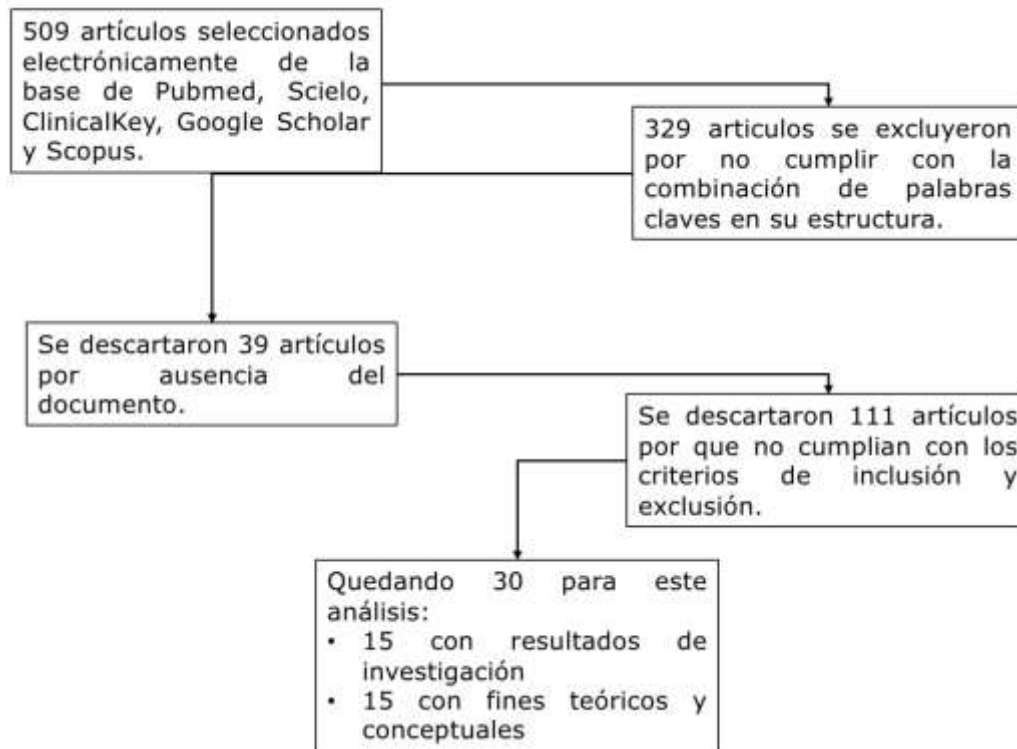 509 artículos seleccionados
electrónicamente de la
base de Pubmed, Scielo,
ClinicalKey, Google Scholar
y Scopus.
329 articulos se excluyeron
por no cumplir con la
combinación de palabras
claves en su estructura.
Se descartaron 39 artículos
por ausencia del
documento.
Se descartaron 111 artículos
por que no cumplian con los
criterios de inclusión y
exclusión.
Quedando 30 para este
análisis:
• 15 con resultados de
investigación
• 15 con fines teóricos y
conceptuales